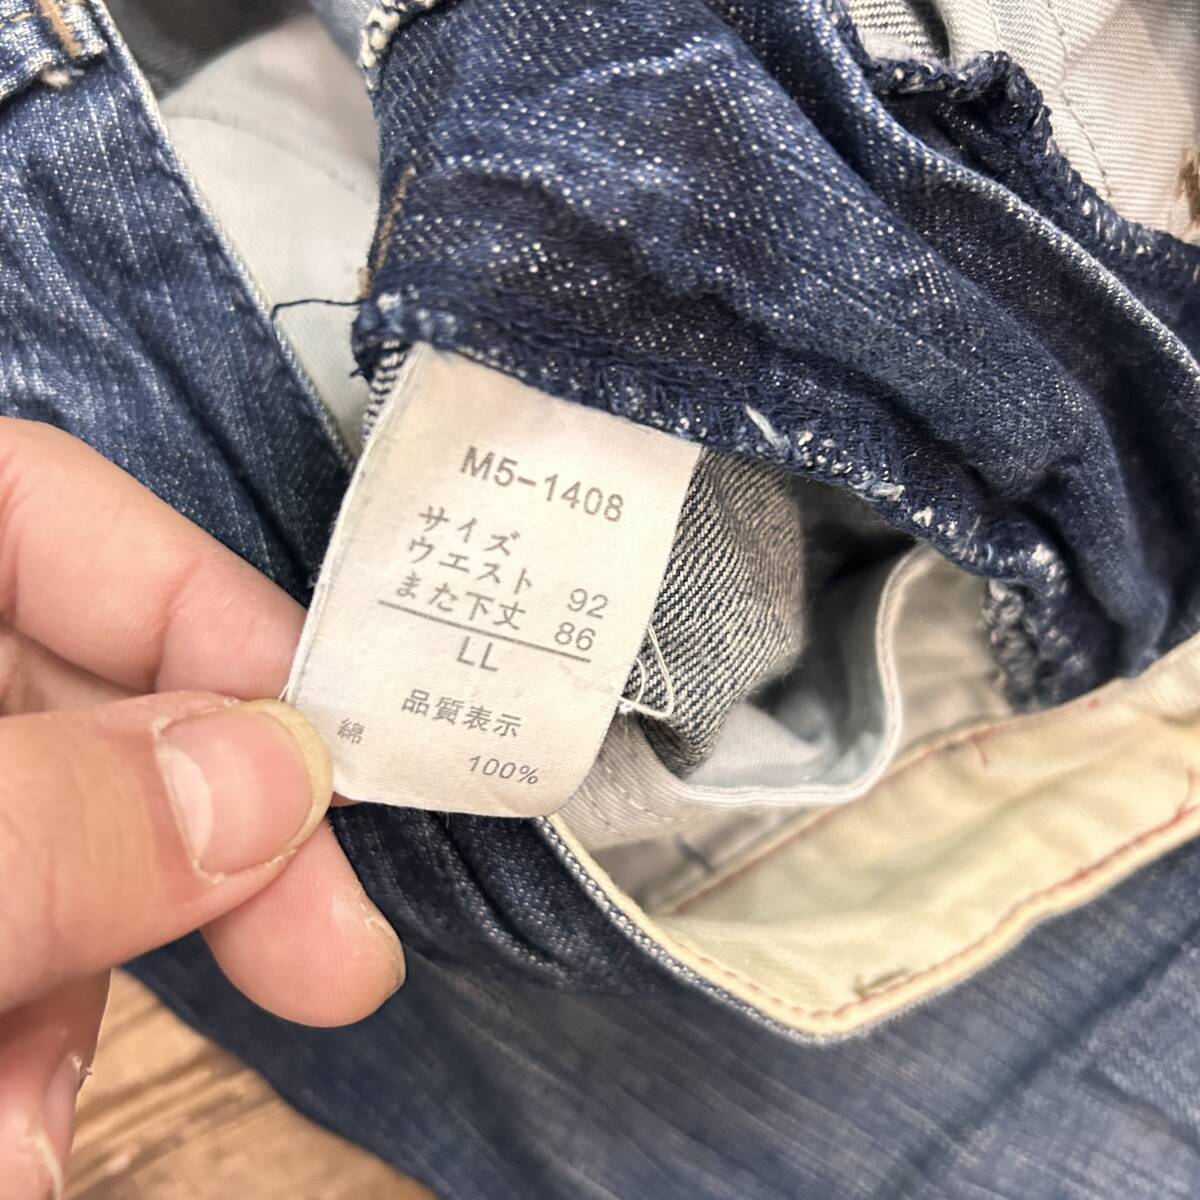 M5-1408
サイズ
ウエスト 92
また下丈 86
LL
品質表示
綿
100%